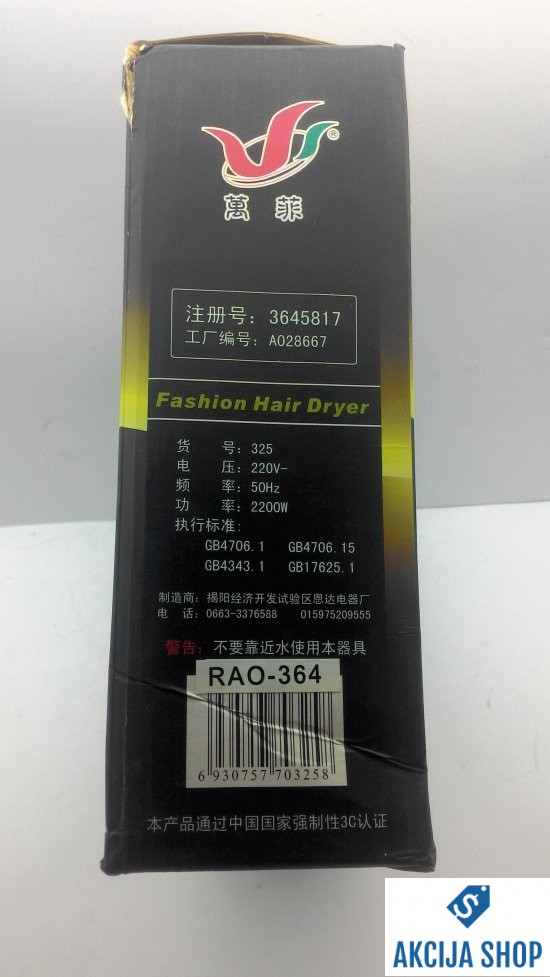 ®
萬菲
注册号：3645817
工厂编号：A028667
Fashion Hair Dryer
货 号：325
电 压：220V~
频 率：50Hz
功 率：2200W
执行标准：
GB4706.1 GB4706.15
GB4343.1 GB17625.1
制造商：揭阳经济开发试验区恩达电器厂
电 话：0663-3376588 015975209555
警告：不要靠近水使用本器具
RAO-364
6 930757 703258
本产品通过中国国家强制性3C认证
AKCIJA SHOP